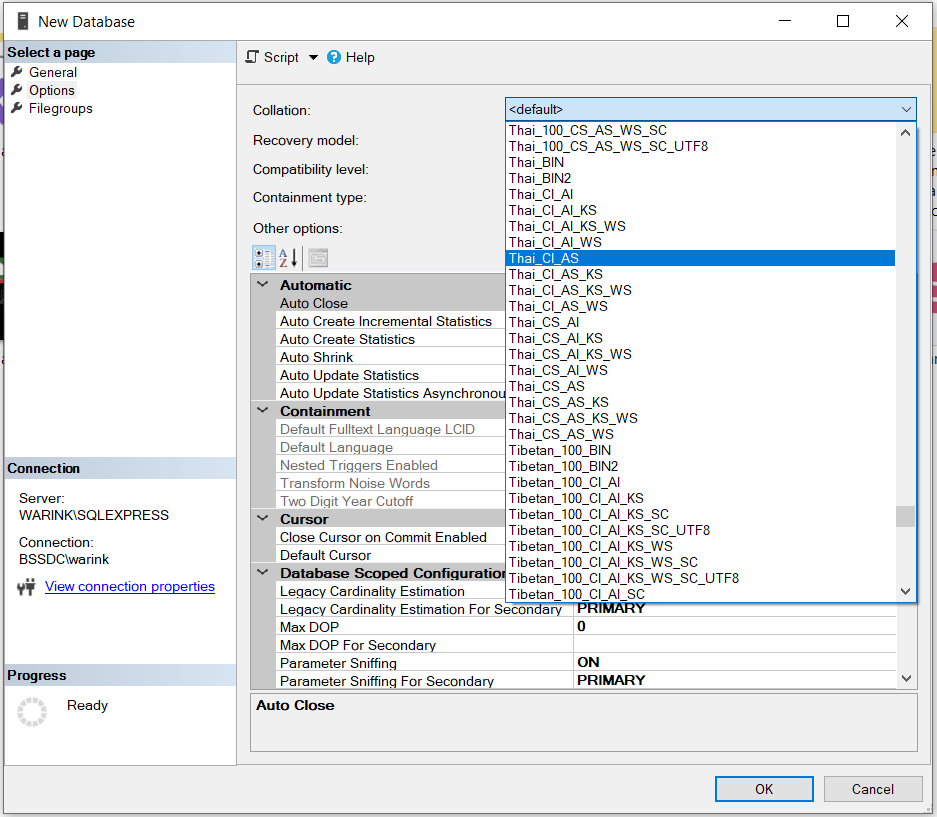 New Database
Select a page
General
Options
Filegroups
Script
Help
Collation:
<default>
Recovery model:
Compatibility level:
Containment type:
Other options:
Thai_100_CS_AS_WS_SC
Thai_100_CS_AS_WS_SC_UTF8
Thai_BIN
Thai_BIN2
Thai_CI_AI
Thai_CI_AI_KS
Thai_CI_AI_KS_WS
Thai_CI_AI_WS
Thai_CI_AS
Thai_CI_AS_KS
Thai_CI_AS_KS_WS
Thai_CI_AS_WS
Thai_CS_AI
Thai_CS_AI_KS
Thai_CS_AI_KS_WS
Thai_CS_AI_WS
Thai_CS_AS
Thai_CS_AS_KS
Thai_CS_AS_KS_WS
Thai_CS_AS_WS
Tibetan_100_BIN
Tibetan_100_BIN2
Tibetan_100_CI_AI
Tibetan_100_CI_AI_KS
Tibetan_100_CI_AI_KS_SC
Tibetan_100_CI_AI_KS_SC_UTF8
Tibetan_100_CI_AI_KS_WS
Tibetan_100_CI_AI_KS_WS_SC
Tibetan_100_CI_AI_KS_WS_SC_UTF8
Tibetan_100_CI_AI_SC
Automatic
Auto Close
Auto Create Incremental Statistics
Auto Create Statistics
Auto Shrink
Auto Update Statistics
Auto Update Statistics Asynchronou
Containment
Default Fulltext Language LCID
Default Language
Nested Triggers Enabled
Transform Noise Words
Two Digit Year Cutoff
Cursor
Close Cursor on Commit Enabled
Default Cursor
Database Scoped Configuration
Legacy Cardinality Estimation
Legacy Cardinality Estimation For Secondary PRIMARY
Max DOP 0
Max DOP For Secondary
Parameter Sniffing ON
Parameter Sniffing For Secondary PRIMARY
Auto Close
Connection
Server:
WARINK\SQLEXPRESS
Connection:
BSSDC\warink
View connection properties
Progress
Ready
OK
Cancel